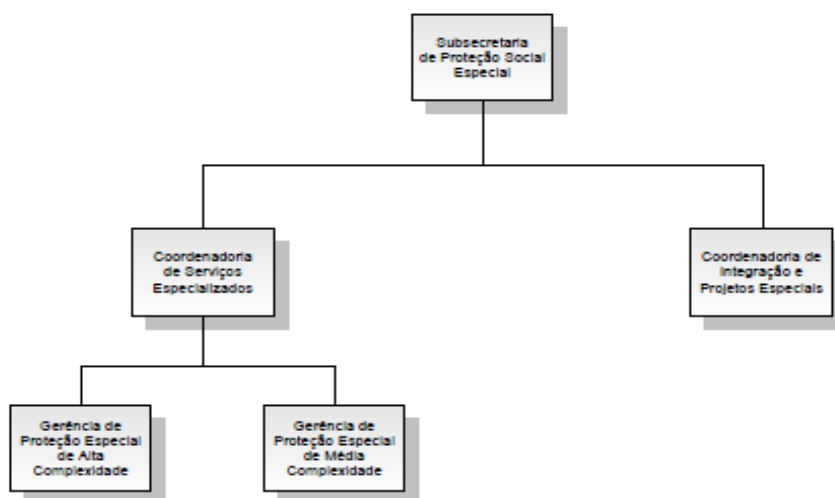 Subsecretaria
de Proteção Social
Especial
Coordenadoria
de Serviços
Especializados
Coordenadoria de
Integração e
Projetos Especiais
Gerência de
Proteção Especial
de Alta
Complexidade
Gerência de
Proteção Especial
de Média
Complexidade